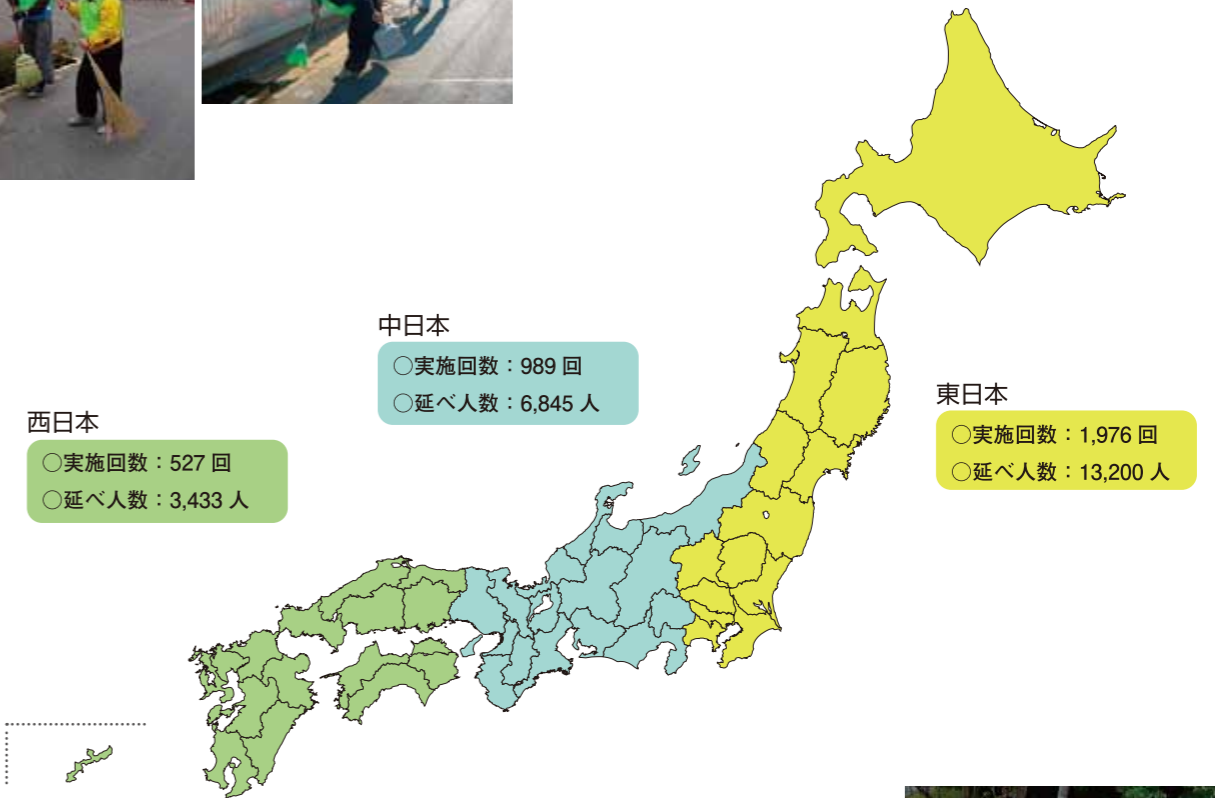 中日本
○実施回数：989 回
○延べ人数：6,845 人
西日本
○実施回数：527 回
○延べ人数：3,433 人
東日本
○実施回数：1,976 回
○延べ人数：13,200 人